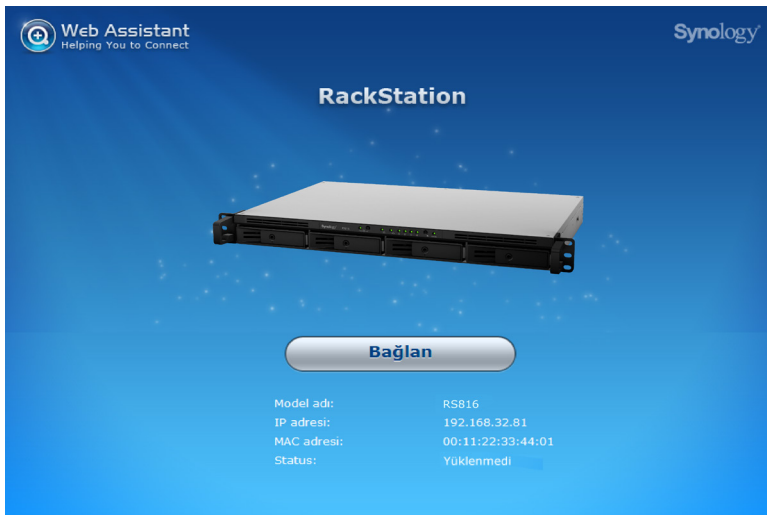 Web Assistant
Helping You to Connect
Synology
RackStation
Synology
Bağlan
Model adı: RS816
IP adresi: 192.168.32.81
MAC adresi: 00:11:22:33:44:01
Status: Yüklenmedi